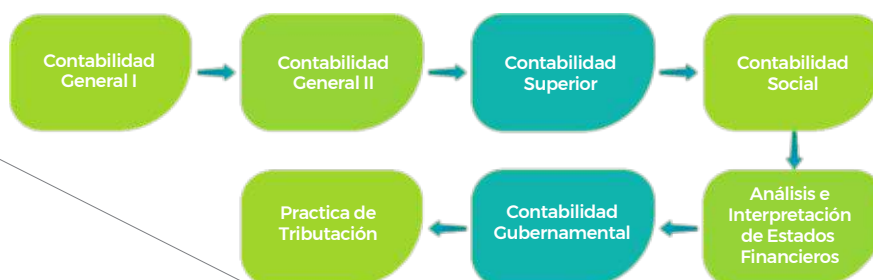 Contabilidad
General I
Contabilidad
General II
Contabilidad
Superior
Contabilidad
Social
Análisis e
Interpretación
de Estados
Financieros
Contabilidad
Gubernamental
Practica de
Tributación